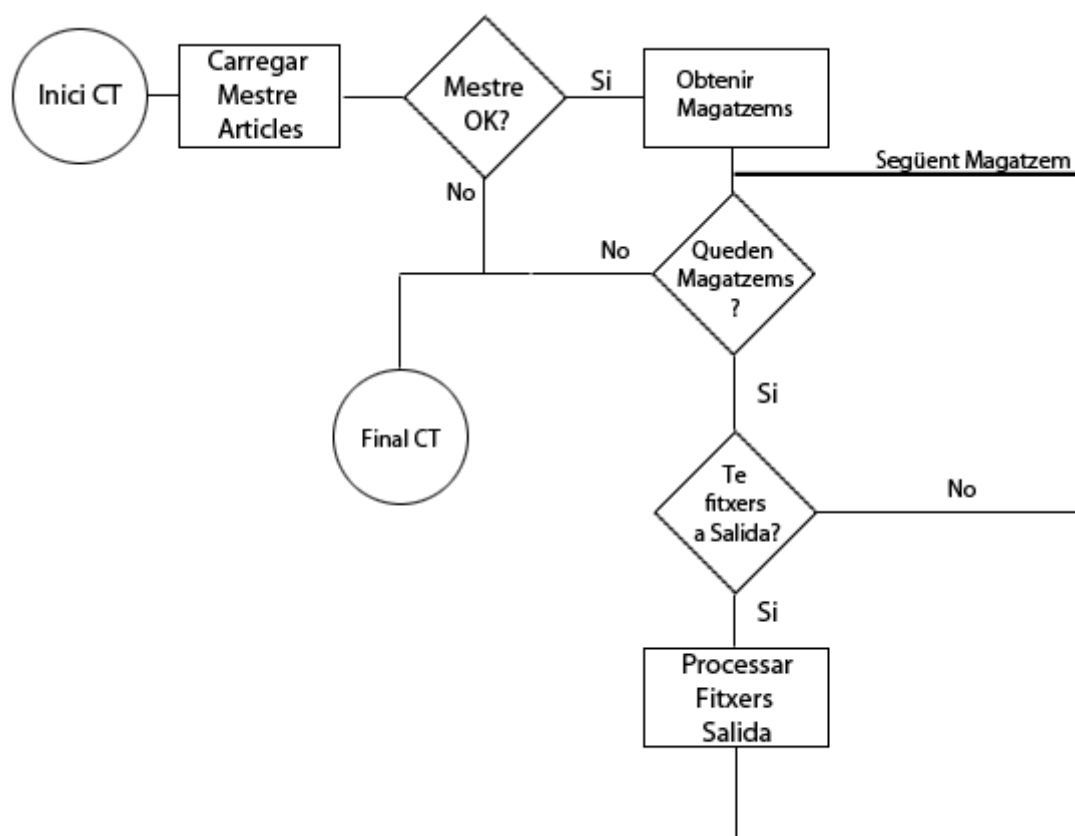 Inici CT
Carregar
Mestre
Articles
Mestre
OK?
Si
Obtenir
Magatzems
Següent Magatzem
No
No
Queden
Magatzems
?
Final CT
Si
Te
fitxers
a Salida?
No
Si
Processar
Fitxers
Salida